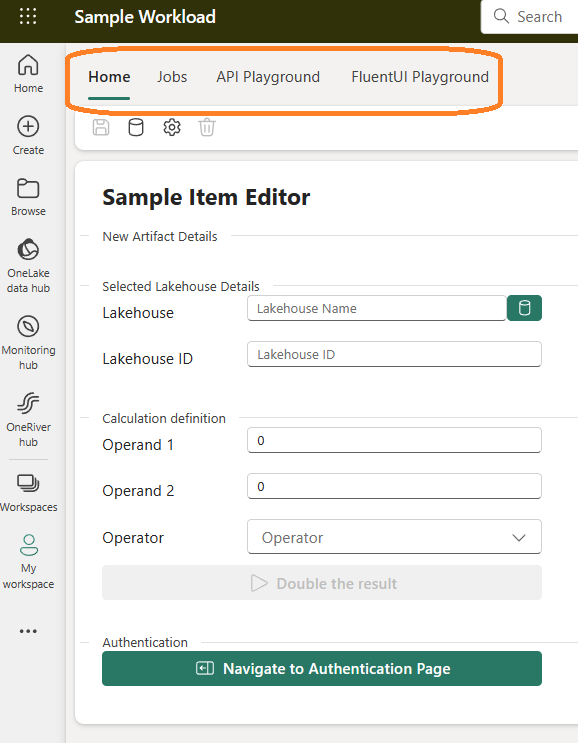 Sample Workload
Search
Home
Create
Browse
OneLake
data hub
Monitoring
hub
OneRiver
hub
Workspaces
My
workspace
Home Jobs API Playground FluentUI Playground
Sample Item Editor
New Artifact Details
Selected Lakehouse Details
Lakehouse Lakehouse Name
Lakehouse ID Lakehouse ID
Calculation definition
Operand 1 0
Operand 2 0
Operator Operator
Double the result
Authentication
Navigate to Authentication Page